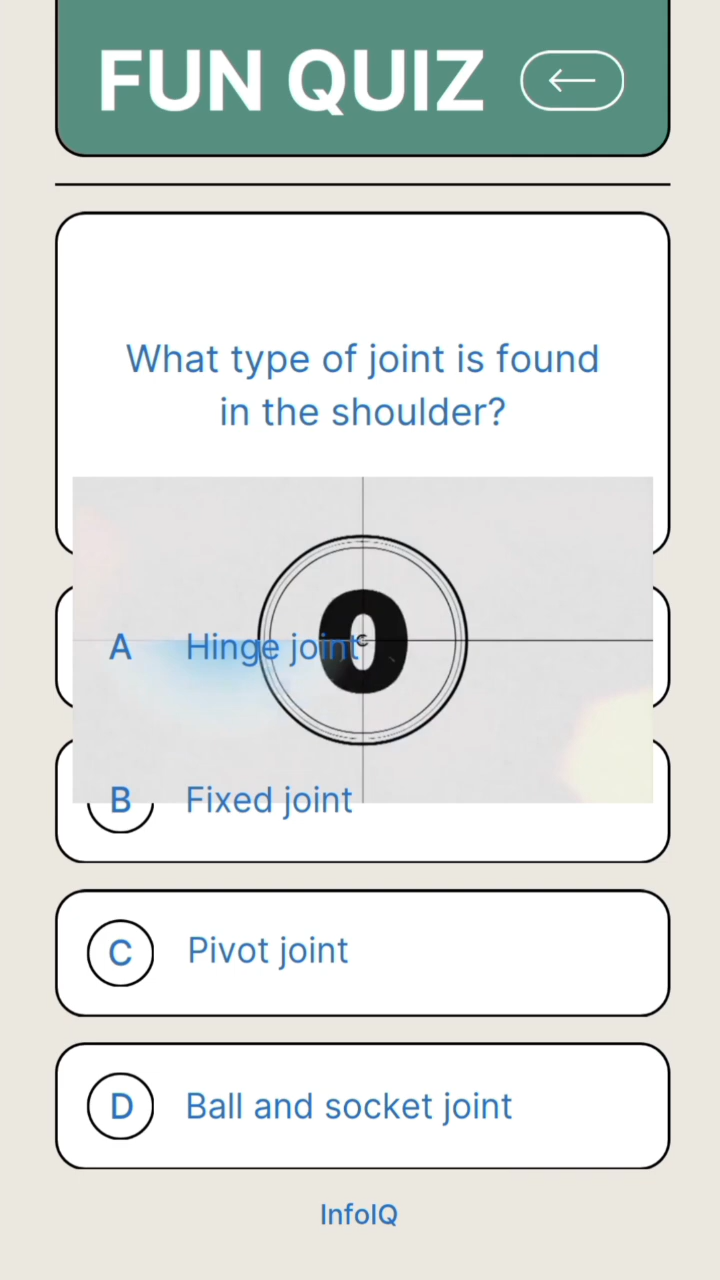 FUN QUIZ
What type of joint is found
in the shoulder?
0
A Hinge joint
B Fixed joint
C Pivot joint
D Ball and socket joint
InfoIQ